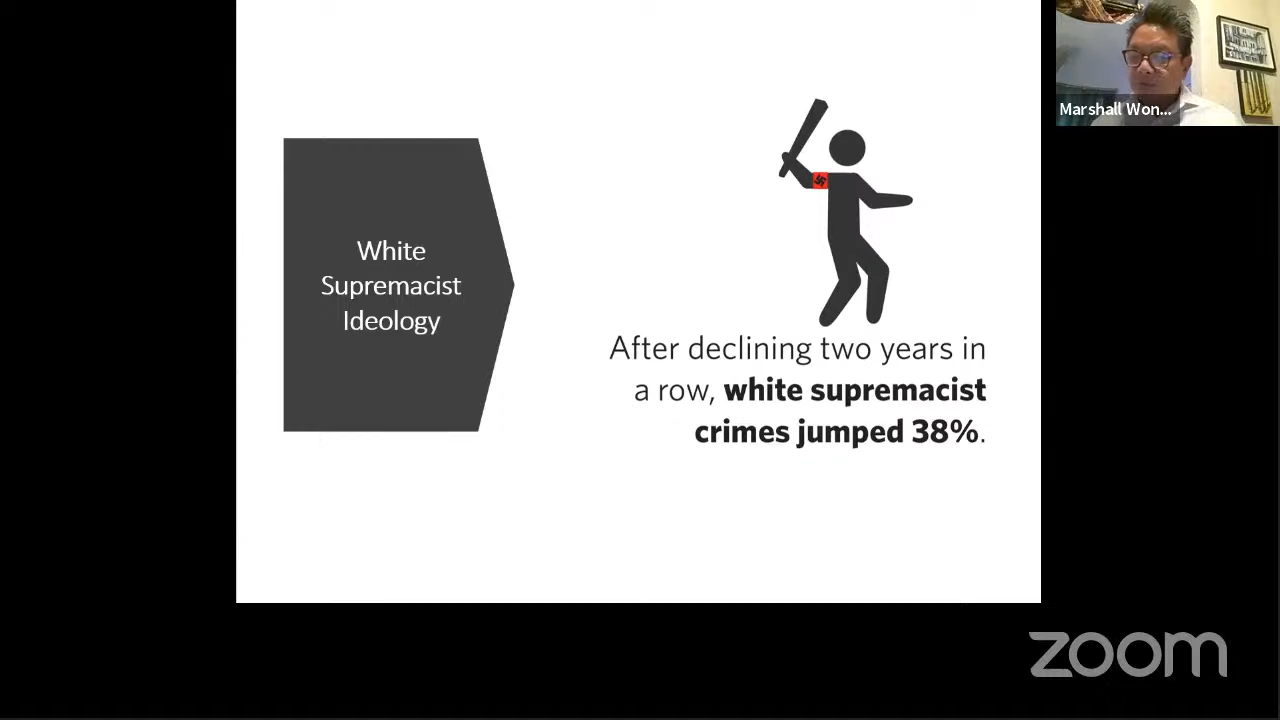 White
Supremacist
Ideology
After declining two years in
a row, white supremacist
crimes jumped 38%.
Marshall Won...
zoom